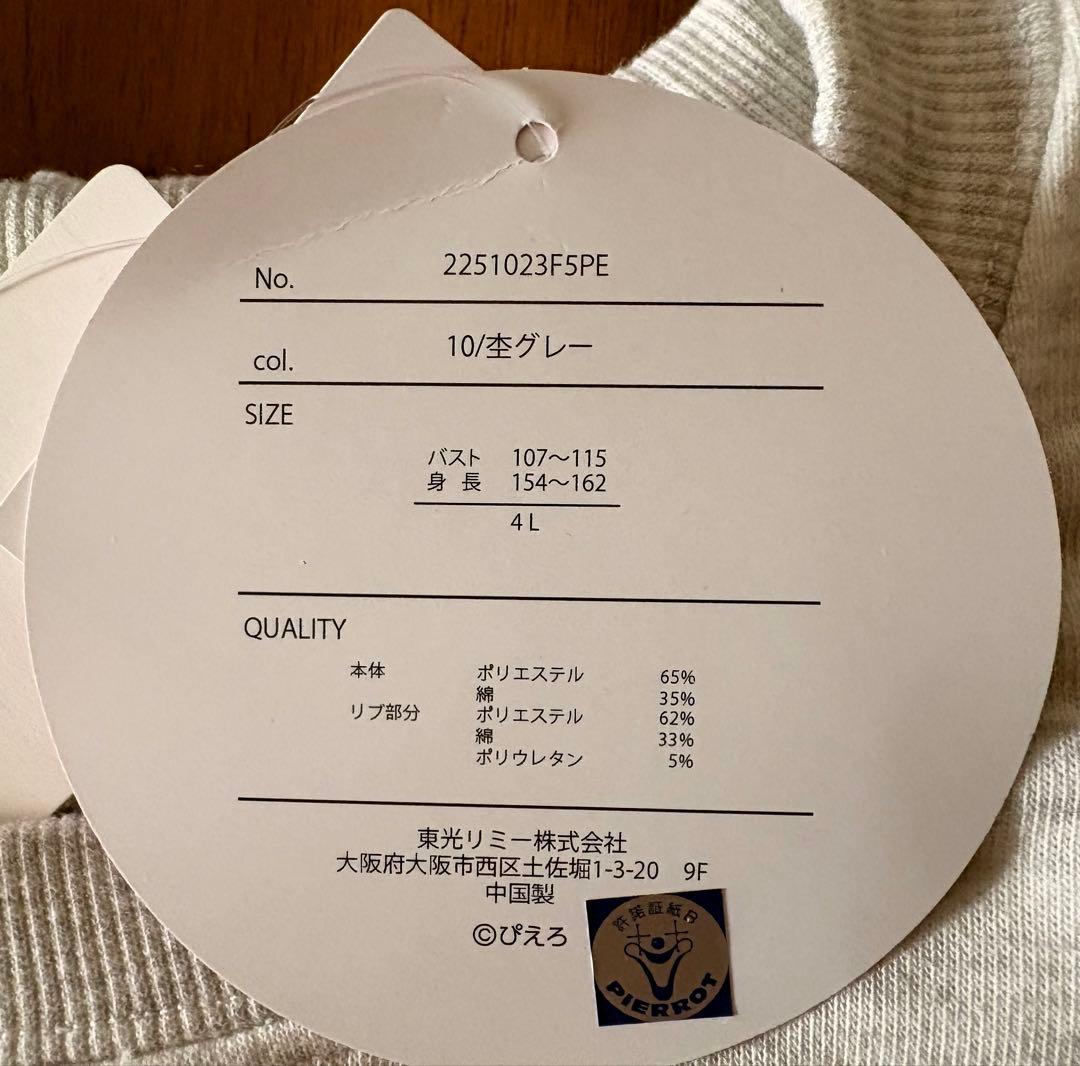 No. 2251023F5PE
col. 10/杢グレー
SIZE
バスト 107〜115
身 長 154〜162
4L
QUALITY
本体 ポリエステル 65%
綿 35%
リブ部分 ポリエステル 62%
綿 33%
ポリウレタン 5%
東光リミー株式会社
大阪府大阪市西区土佐堀1-3-20 9F
中国製
©ぴえろ
許諾証紙B
PIERROT